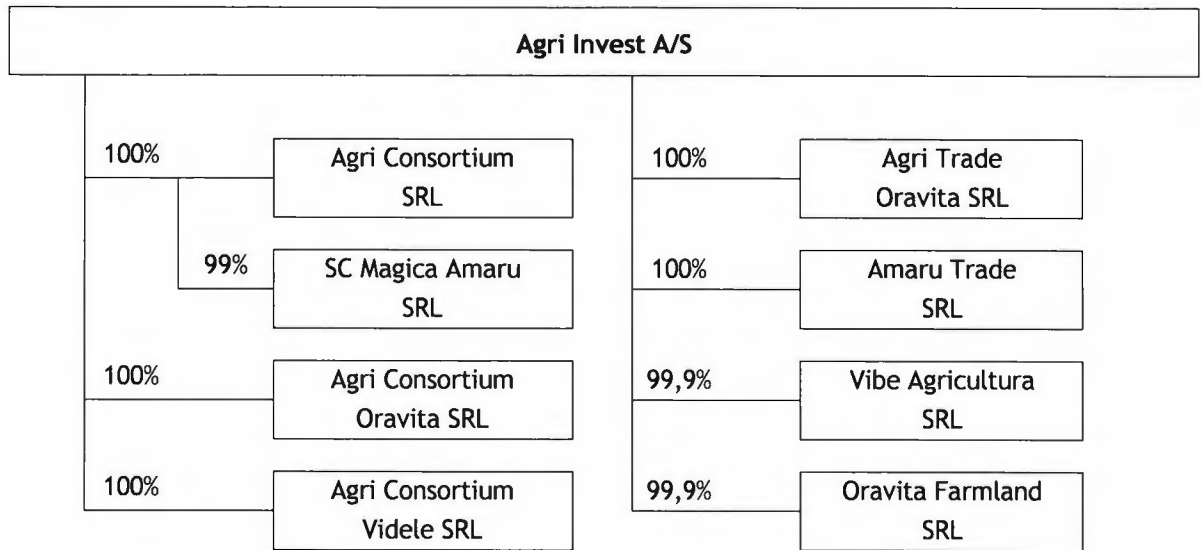 Agri Invest A/S
100%
Agri Consortium
SRL
99%
SC Magica Amaru
SRL
100%
Agri Consortium
Oravita SRL
100%
Agri Consortium
Videle SRL
100%
Agri Trade
Oravita SRL
100%
Amaru Trade
SRL
99,9%
Vibe Agricultura
SRL
99,9%
Oravita Farmland
SRL